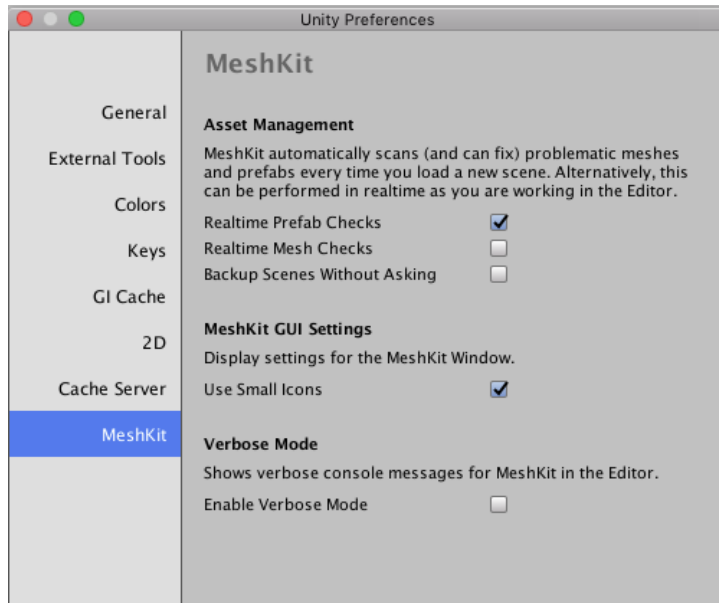 Unity Preferences
General
External Tools
Colors
Keys
GI Cache
2D
Cache Server
MeshKit
MeshKit
Asset Management
MeshKit automatically scans (and can fix) problematic meshes
and prefabs every time you load a new scene. Alternatively, this
can be performed in realtime as you are working in the Editor.
Realtime Prefab Checks
Realtime Mesh Checks
Backup Scenes Without Asking
MeshKit GUI Settings
Display settings for the MeshKit Window.
Use Small Icons
Verbose Mode
Shows verbose console messages for MeshKit in the Editor.
Enable Verbose Mode